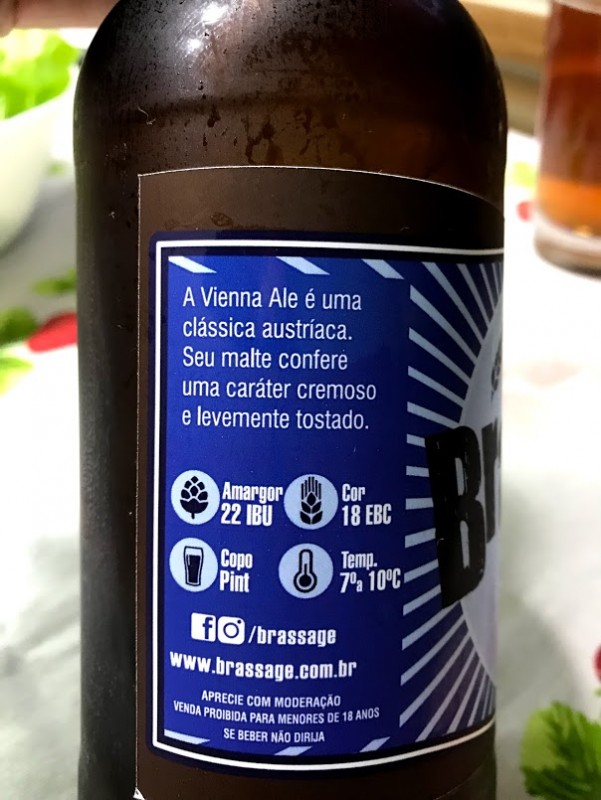 A Vienna Ale é uma
clássica austríaca.
Seu malte confere
uma caráter cremoso
e levemente tostado.
Amargor
22 IBU
Cor
18 EBC
Copo
Pint
Temp.
7ºa 10ºC
/brassage
www.brassage.com.br
APRECIE COM MODERAÇÃO
VENDA PROIBIDA PARA MENORES DE 18 ANOS
SE BEBER NÃO DIRIJA